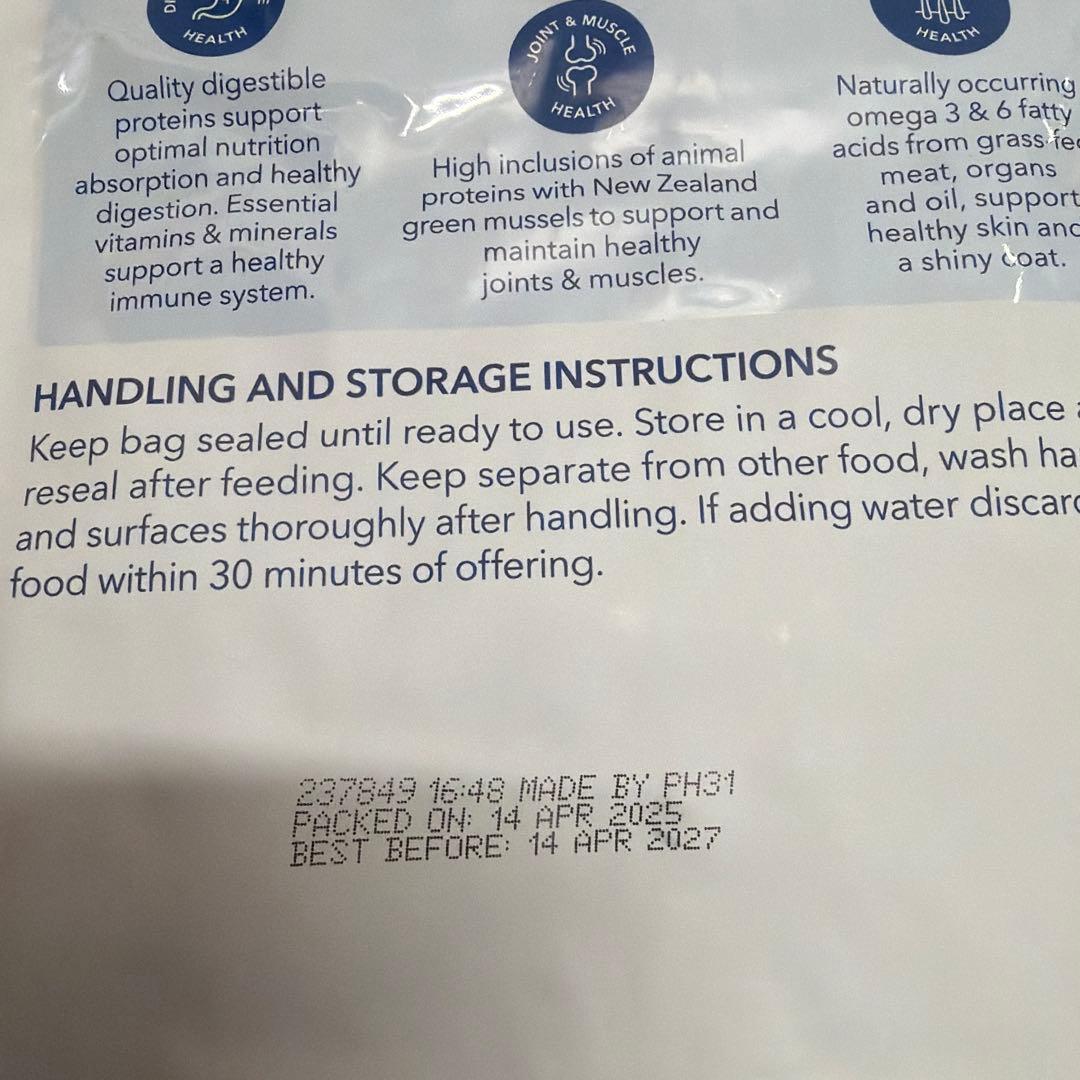 HEALTH
Quality digestible
proteins support
optimal nutrition
absorption and healthy
digestion. Essential
vitamins & minerals
support a healthy
immune system.
JOINT & MUSCLE
HEALTH
High inclusions of animal
proteins with New Zealand
green mussels to support and
maintain healthy
joints & muscles.
HEALTH
Naturally occurring
omega 3 & 6 fatty
acids from grass
meat, organs
and oil, support
healthy skin and
a shiny coat.
HANDLING AND STORAGE INSTRUCTIONS
Keep bag sealed until ready to use. Store in a cool, dry place
reseal after feeding. Keep separate from other food, wash
and surfaces thoroughly after handling. If adding water discard
food within 30 minutes of offering.
237849 16:48 MADE BY PH31
PACKED ON: 14 APR 2025
BEST BEFORE: 14 APR 2027